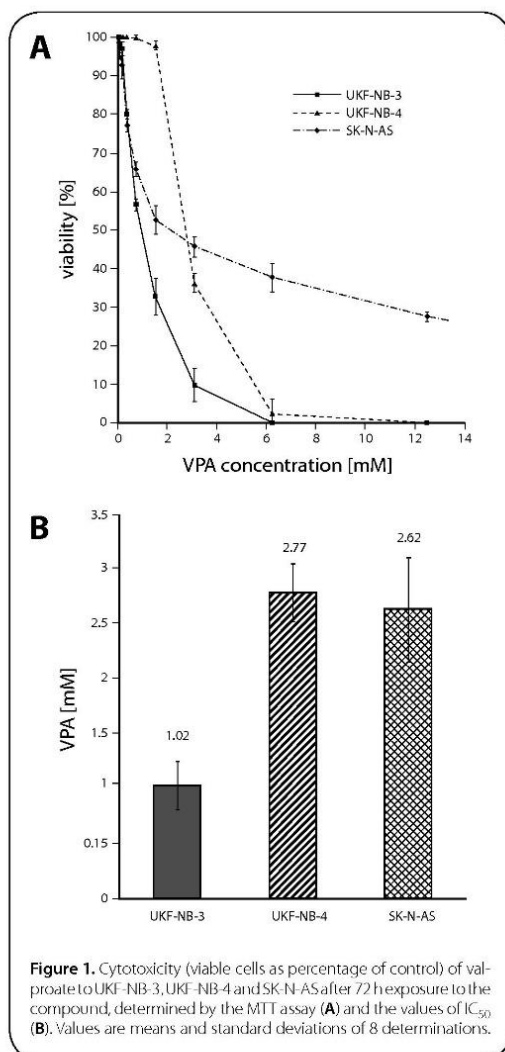 A
100
90
80
70
60
50
40
30
20
10
0
viability [%]
UKF-NB-3
UKF-NB-4
SK-N-AS
0 2 4 6 8 10 12 14
VPA concentration [mM]
B
3.5
3
2.5
2
1.5
1
0.15
0
VPA [mM]
1.02
2.77
2.62
UKF-NB-3 UKF-NB-4 SK-N-AS
Figure 1. Cytotoxicity (viable cells as percentage of control) of val-
proate to UKF-NB-3, UKF-NB-4 and SK-N-AS after 72 h exposure to the
compound, determined by the MTT assay (A) and the values of IC50
(B). Values are means and standard deviations of 8 determinations.